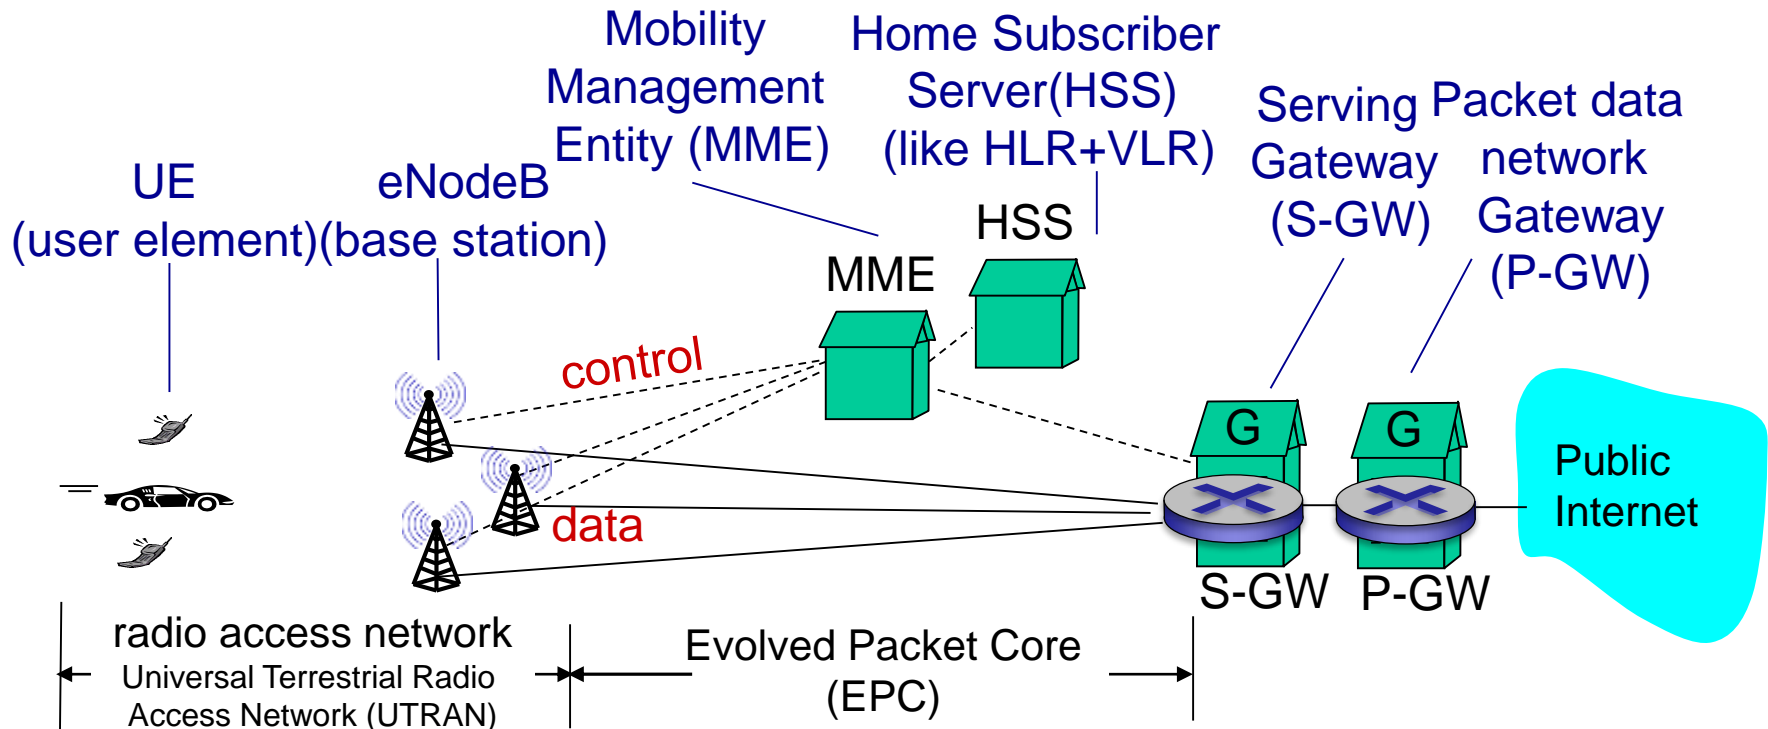 Mobility
Management
Entity (MME)
Home Subscriber
Server(HSS)
(like HLR+VLR)
Serving
Gateway
(S-GW)
Packet data
network
Gateway
(P-GW)
UE
(user element)
eNodeB
(base station)
HSS
MME
control
data
G
G
Public
Internet
S-GW
P-GW
radio access network
Universal Terrestrial Radio
Access Network (UTRAN)
Evolved Packet Core
(EPC)